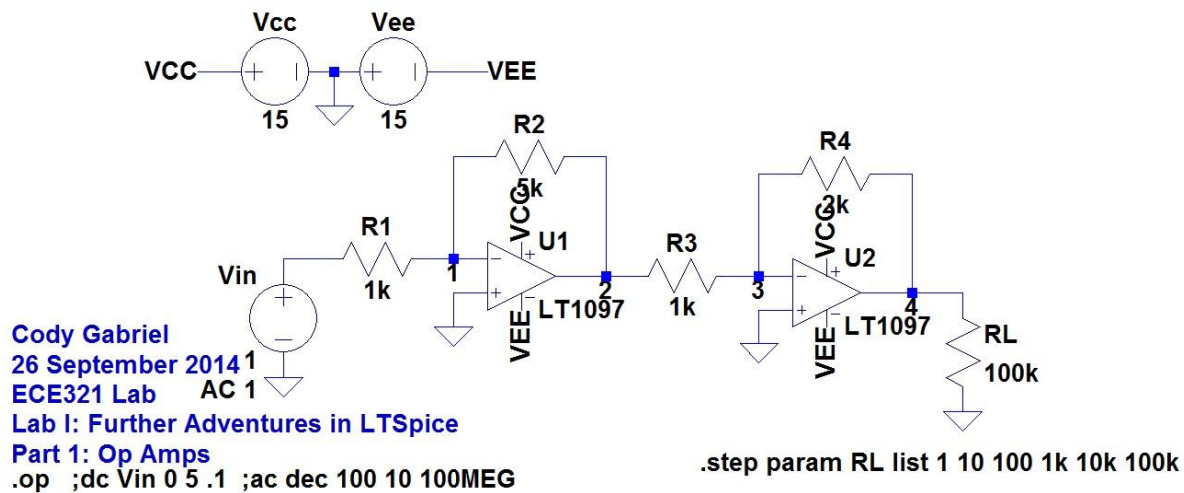 Vcc Vee
VCC + - + - VEE
15 15
R2
5k
R4
2k
VCC
VCC
R1
1k
1
- +
+ -
U1
LT1097
VEE
2
R3
1k
3
- +
+ -
U2
LT1097
VEE
4
RL
100k
Vin
+
-
1
AC 1
Cody Gabriel
26 September 2014
ECE321 Lab
Lab I: Further Adventures in LTSpice
Part 1: Op Amps
.op ;dc Vin 0 5 .1 ;ac dec 100 10 100MEG
.step param RL list 1 10 100 1k 10k 100k